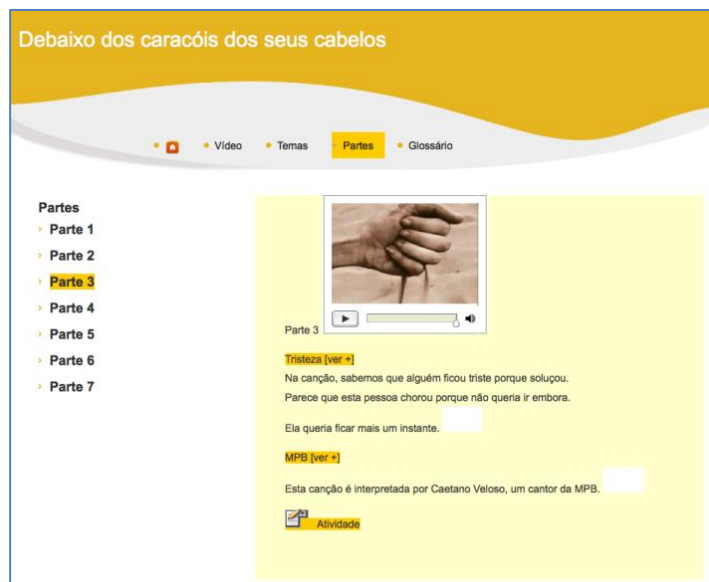 Debaixo dos caracóis dos seus cabelos
Vídeo Temas Partes Glossário
Partes
Parte 1
Parte 2
Parte 3
Parte 4
Parte 5
Parte 6
Parte 7
Parte 3
Tristeza [ver +]
Na canção, sabemos que alguém ficou triste porque soluçou.
Parece que esta pessoa chorou porque não queria ir embora.
Ela queria ficar mais um instante.
MPB [ver +]
Esta canção é interpretada por Caetano Veloso, um cantor da MPB.
Atividade